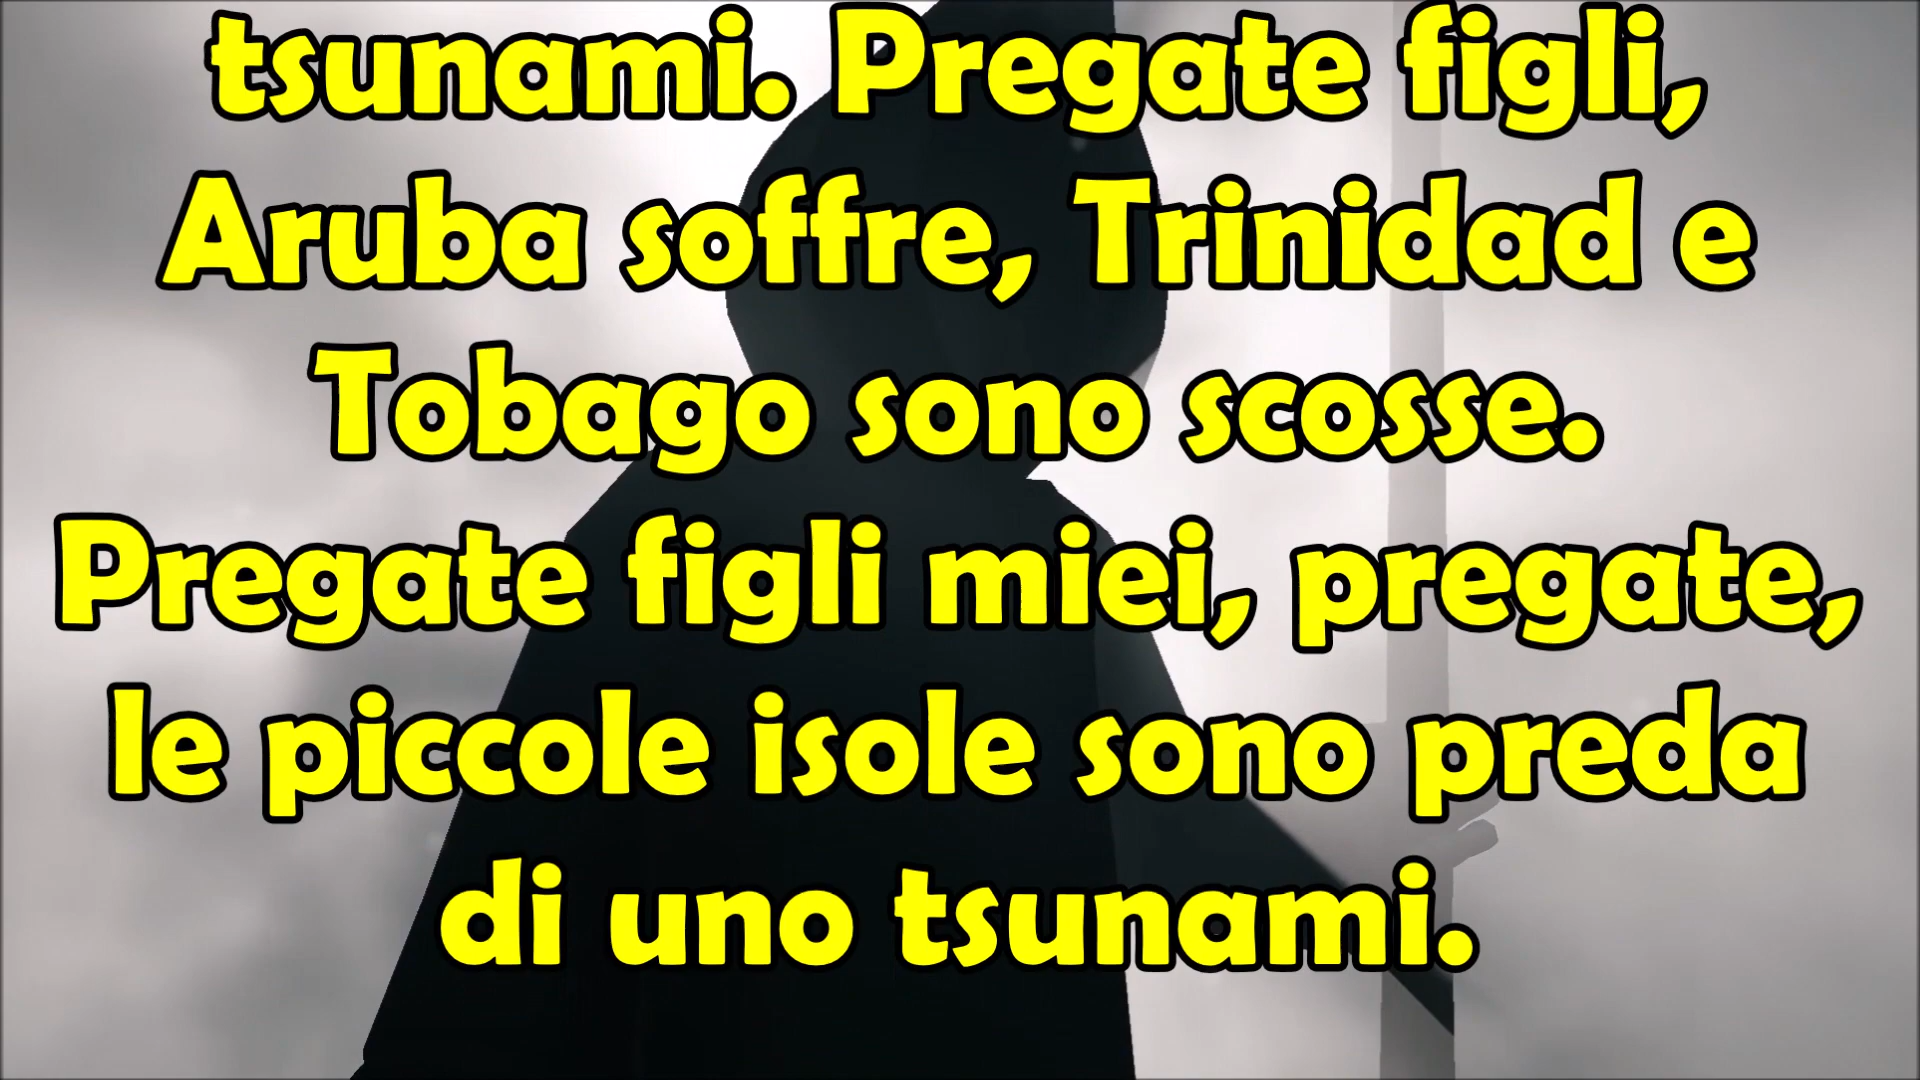 tsunami. Pregate figli,
Aruba soffre, Trinidad e
Tobago sono scosse.
Pregate figli miei, pregate,
le piccole isole sono preda
di uno tsunami.